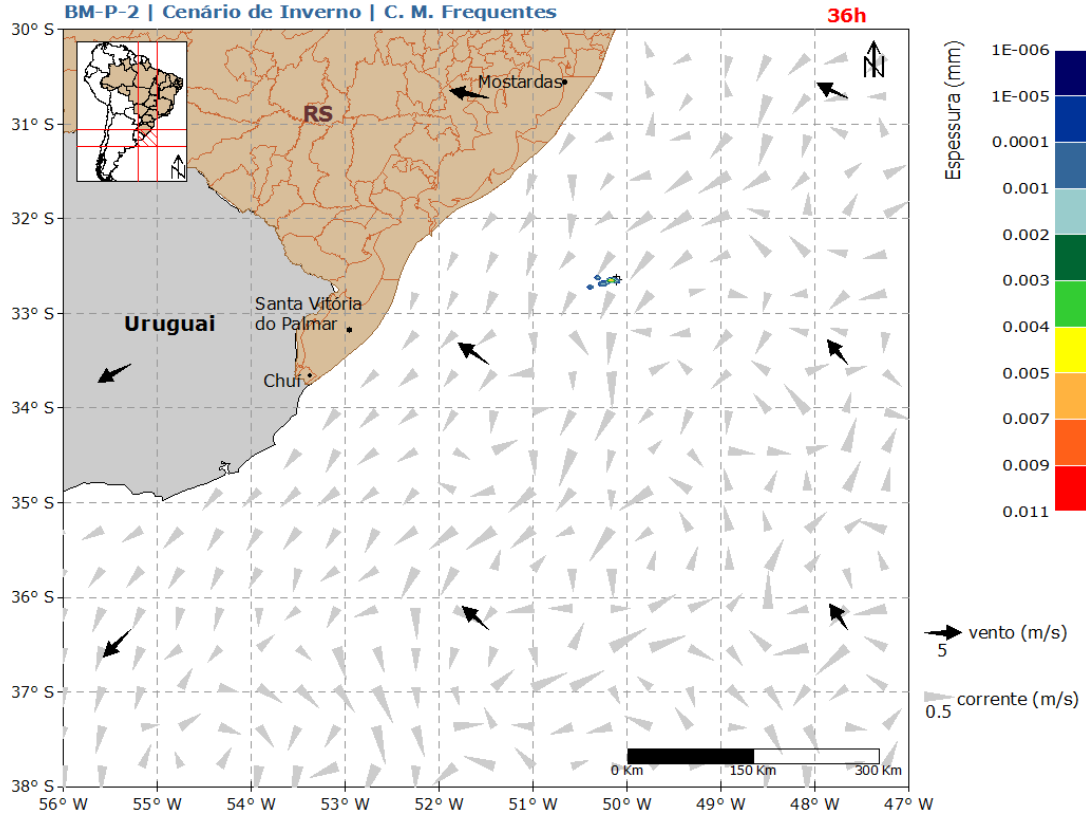 BM-P-2 | Cenário de Inverno | C. M. Frequentes
36h
30° S
31° S
32° S
33° S
34° S
35° S
36° S
37° S
38° S
56° W
55° W
54° W
53° W
52° W
51° W
50° W
49° W
48° W
47° W
N
N
RS
Mostardas
Santa Vitória
do Palmar
Chuí
Uruguai
0 Km
150 Km
300 Km
Espessura (mm)
1E-006
1E-005
0.0001
0.001
0.002
0.003
0.004
0.005
0.007
0.009
0.011
vento (m/s)
5
corrente (m/s)
0.5